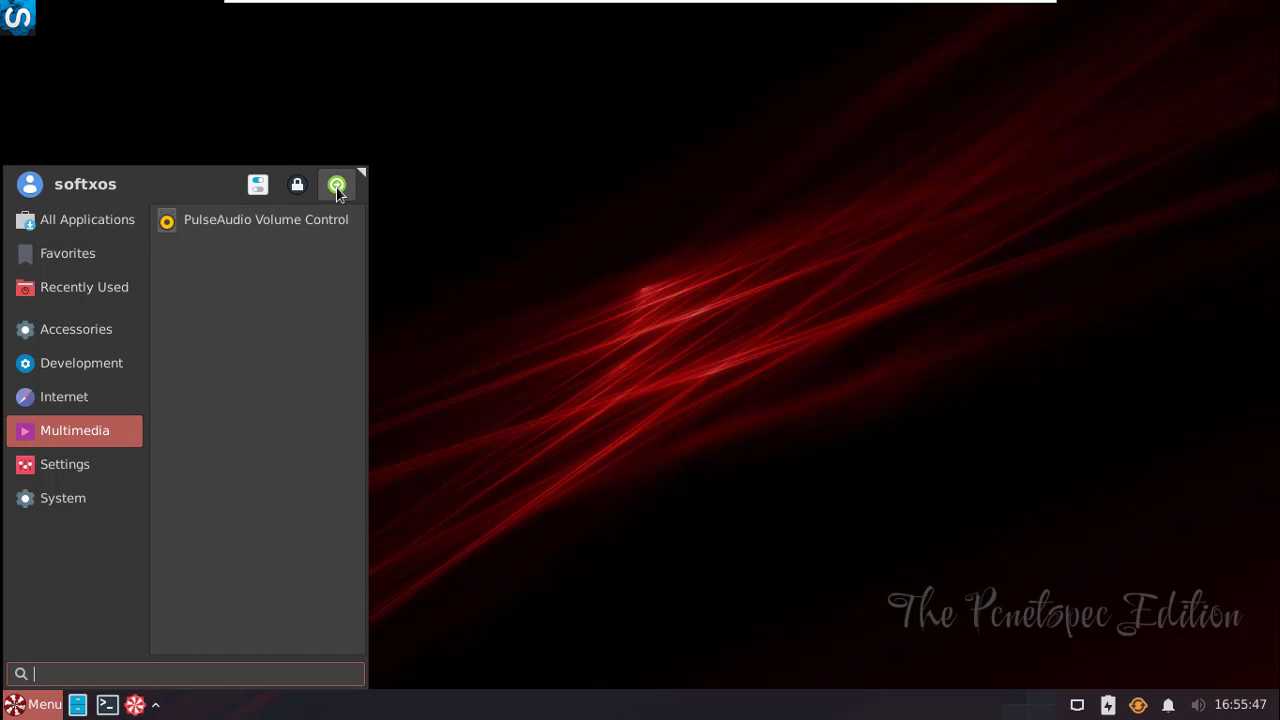 S
softxos
All Applications
Favorites
Recently Used
Accessories
Development
Internet
Multimedia
Settings
System
PulseAudio Volume Control
The Pcnetspec Edition
Menu
16:55:47